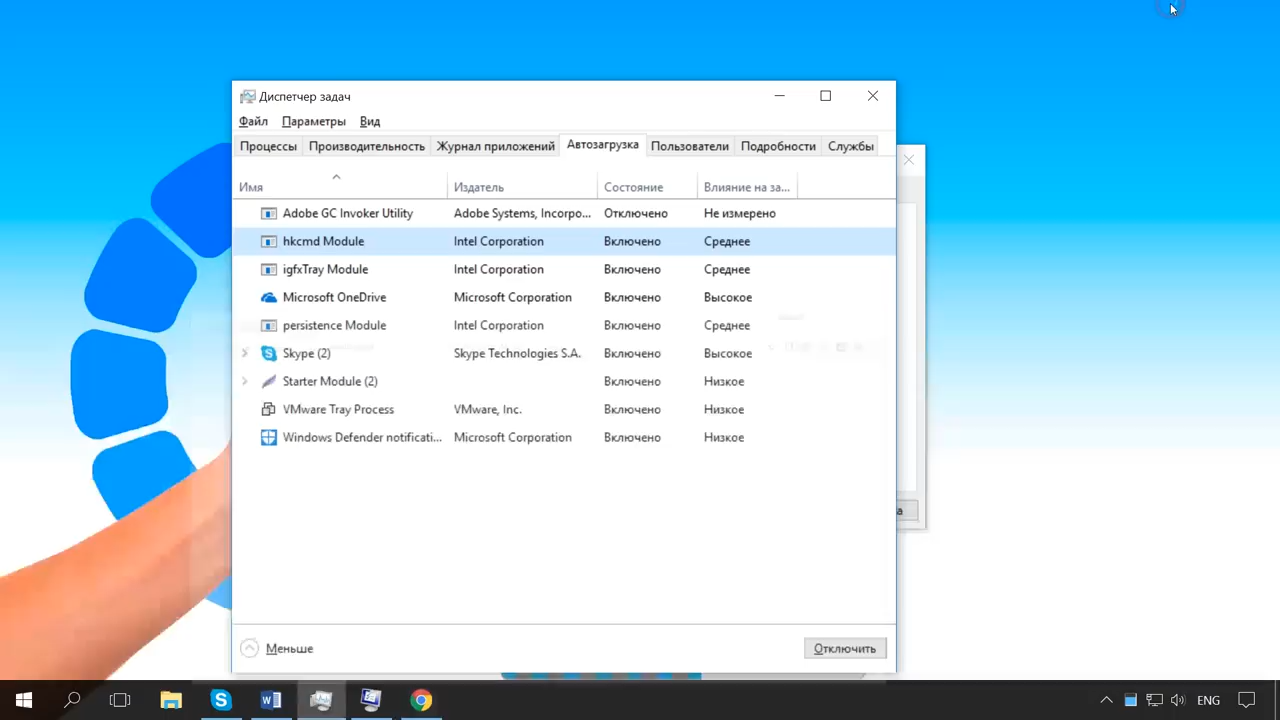 Диспетчер задач
Файл Параметры Вид
Процессы Производительность Журнал приложений Автозагрузка Пользователи Подробности Службы
Имя Издатель Состояние Влияние на за...
Adobe GC Invoker Utility Adobe Systems, Incorpo... Отключено Не измерено
hkcmd Module Intel Corporation Включено Среднее
igfxTray Module Intel Corporation Включено Среднее
Microsoft OneDrive Microsoft Corporation Включено Высокое
persistence Module Intel Corporation Включено Среднее
Skype (2) Skype Technologies S.A. Включено Высокое
Starter Module (2) Включено Низкое
VMware Tray Process VMware, Inc. Включено Низкое
Windows Defender notificati... Microsoft Corporation Включено Низкое
а
Меньше Отключить
ENG